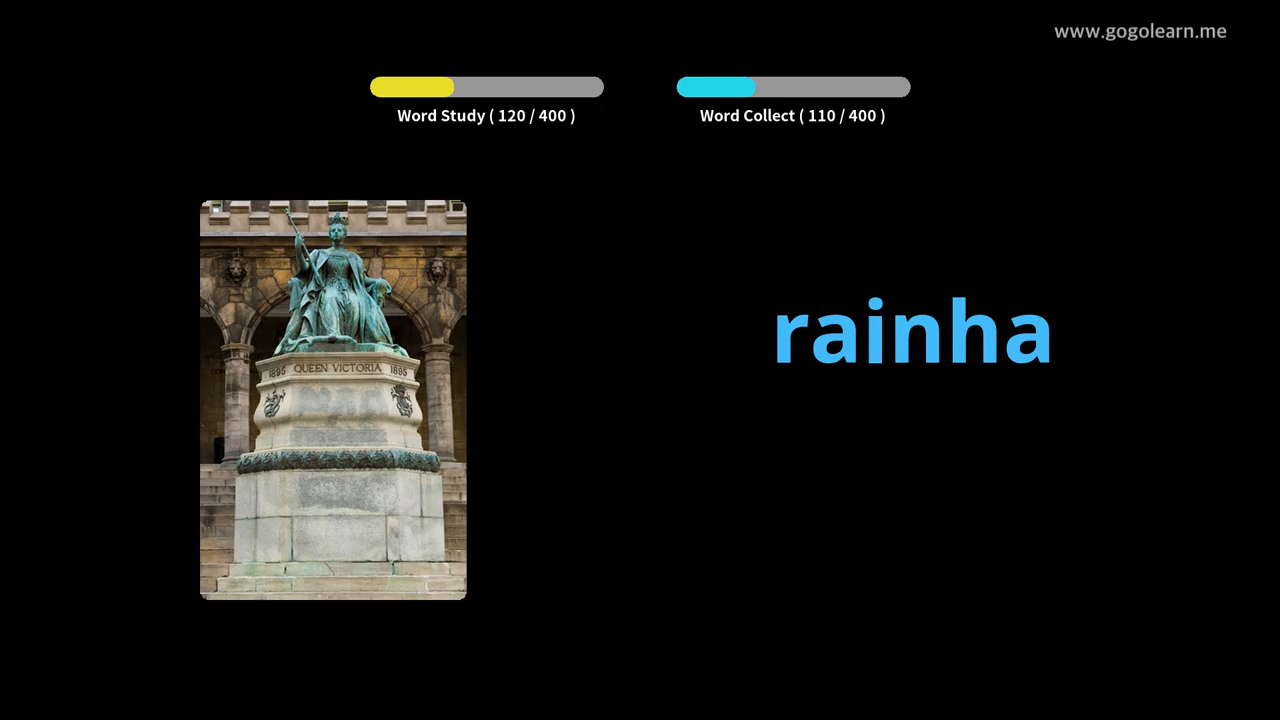 www.gogolearn.me
Word Study ( 120 / 400 )
Word Collect ( 110 / 400 )
1895 QUEEN VICTORIA 1895
rainha